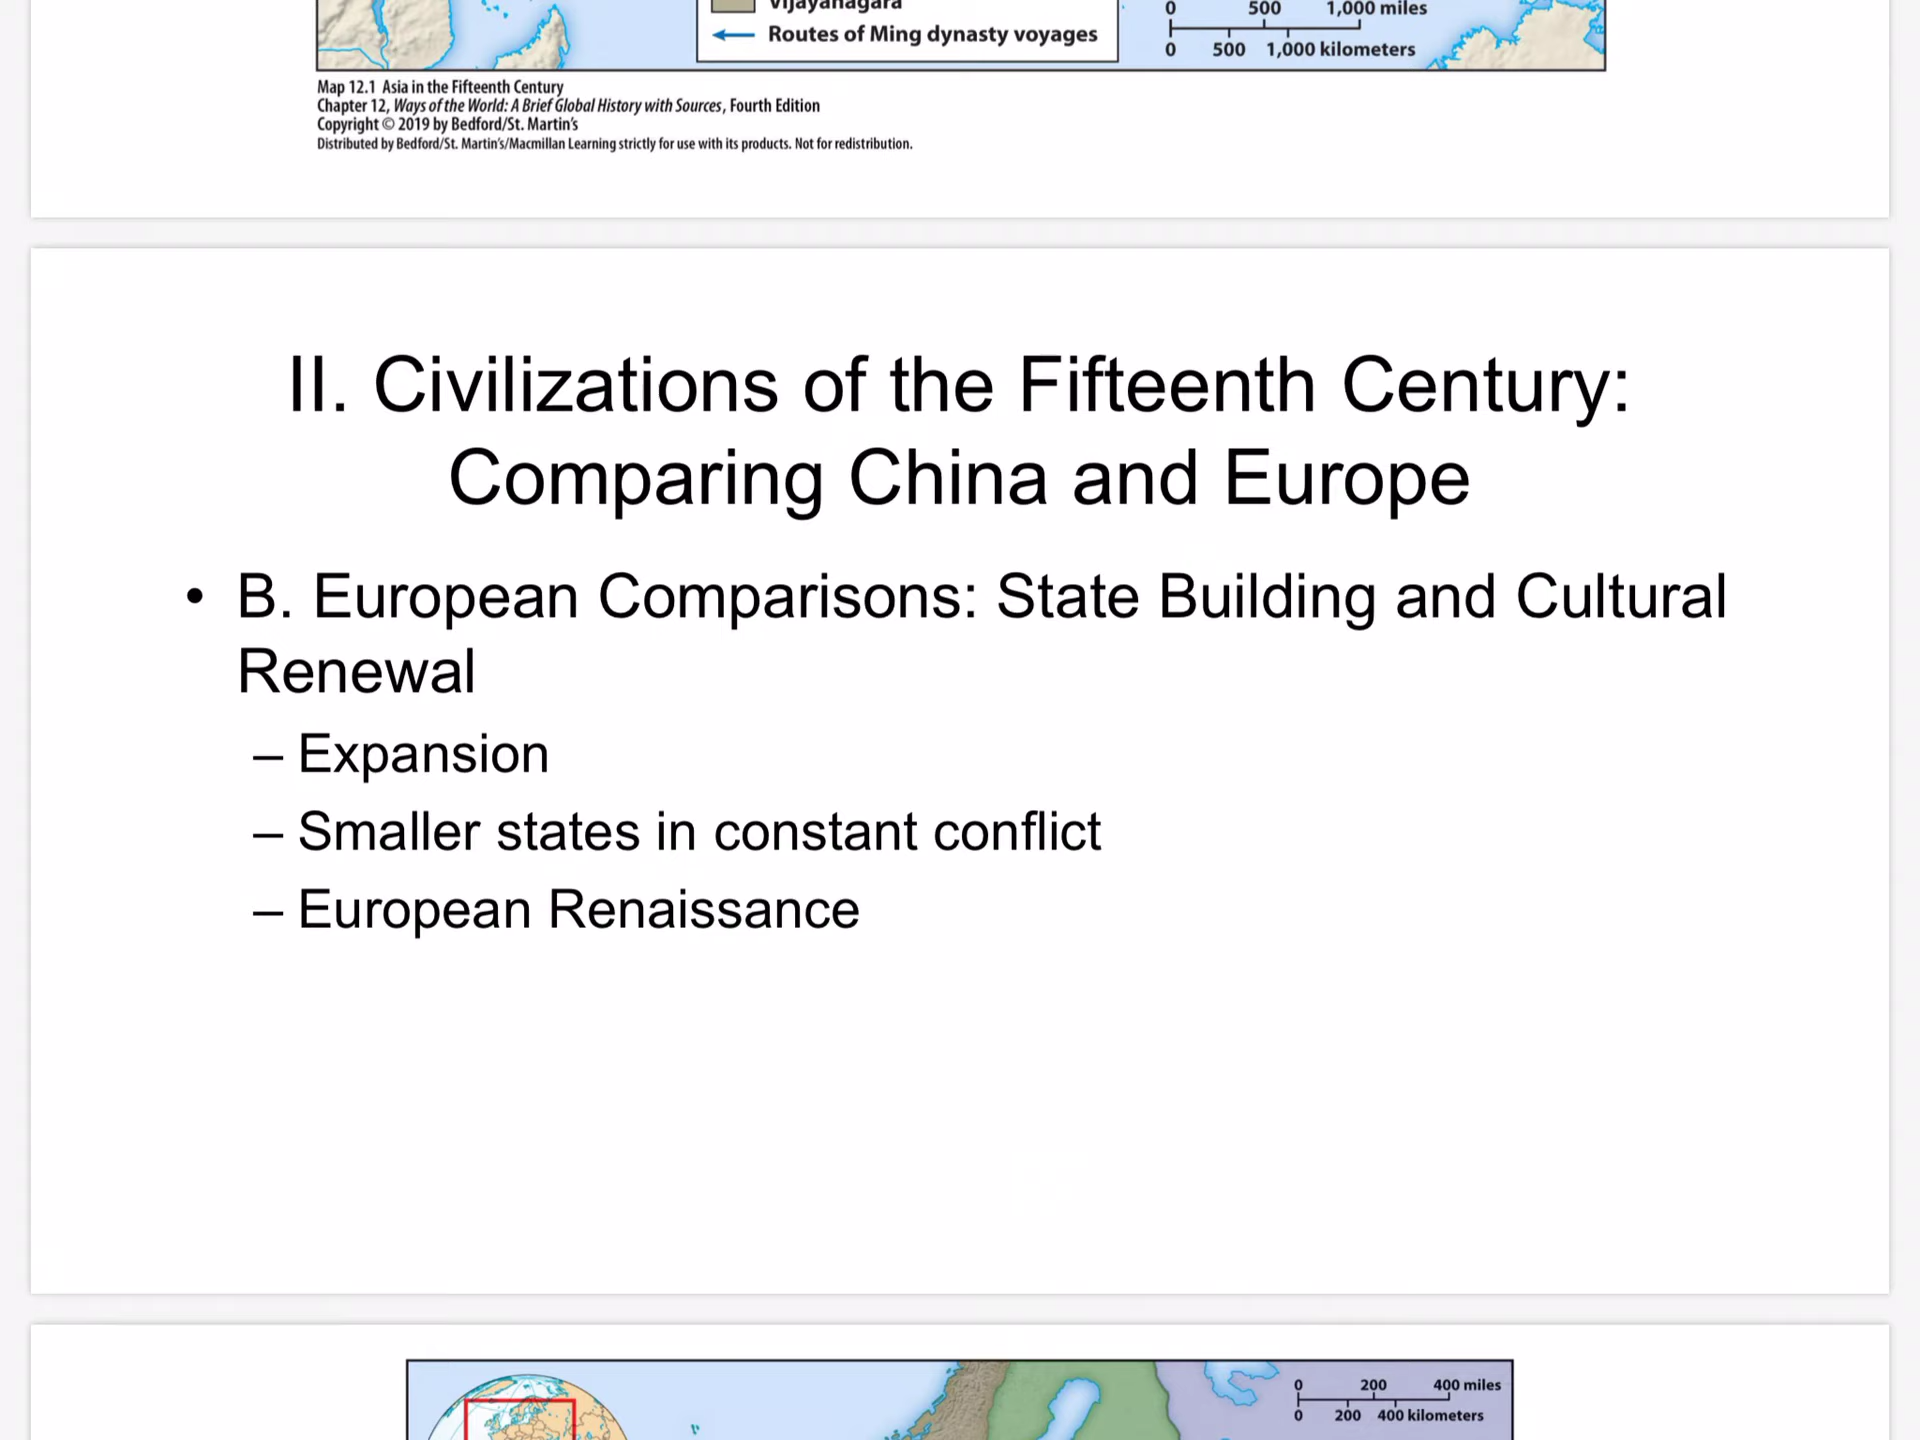 Vijayanagara
Routes of Ming dynasty voyages
0 500 1,000 miles
0 500 1,000 kilometers
Map 12.1 Asia in the Fifteenth Century
Chapter 12, Ways of the World: A Brief Global History with Sources, Fourth Edition
Copyright © 2019 by Bedford/St. Martin's
Distributed by Bedford/St. Martin's/Macmillan Learning strictly for use with its products. Not for redistribution.
II. Civilizations of the Fifteenth Century:
Comparing China and Europe
• B. European Comparisons: State Building and Cultural
Renewal
– Expansion
– Smaller states in constant conflict
– European Renaissance
0 200 400 miles
0 200 400 kilometers